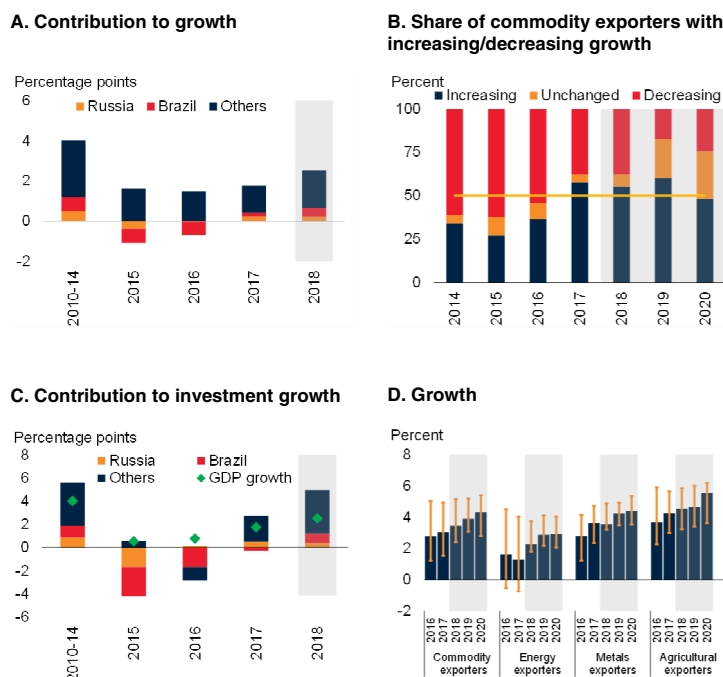 A. Contribution to growth
Percentage points
6
Russia Brazil Others
4
2
0
-2
2010-14 2015 2016 2017 2018
B. Share of commodity exporters with
increasing/decreasing growth
Percent
Increasing Unchanged Decreasing
100
75
50
25
0
2014 2015 2016 2017 2018 2019 2020
C. Contribution to investment growth
Percentage points
8
Russia Brazil
6
Others GDP growth
4
2
0
-2
-4
-6
2010-14 2015 2016 2017 2018
D. Growth
Percent
8
6
4
2
0
-2
2016 2017 2018 2019 2020 2016 2017 2018 2019 2020 2016 2017 2018 2019 2020 2016 2017 2018 2019 2020
Commodity Energy Metals Agricultural
exporters exporters exporters exporters